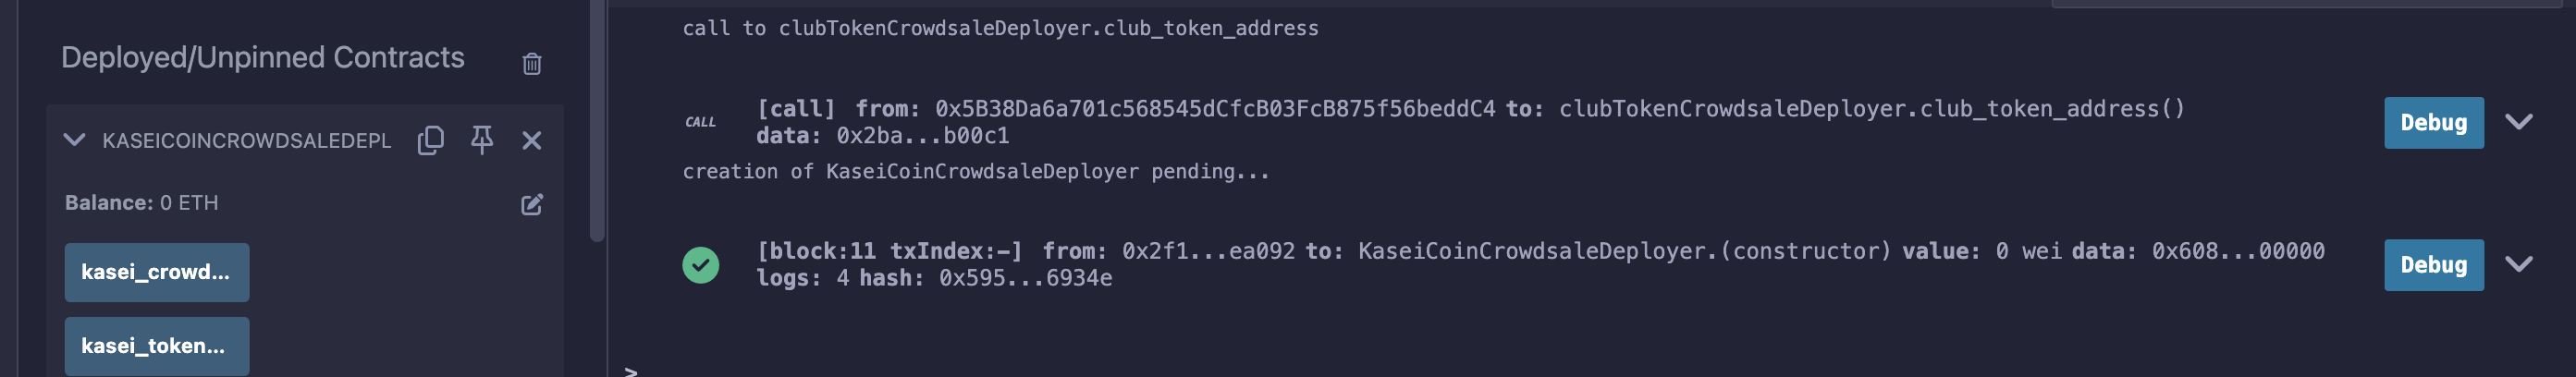 Deployed/Unpinned Contracts
KASEICOINCROWDSALEDEPL
Balance: 0 ETH
kasei_crowd...
kasei_token...
call to clubTokenCrowdsaleDeployer.club_token_address
CALL
[call] from: 0x5B38Da6a701c568545dCfcB03FcB875f56beddC4 to: clubTokenCrowdsaleDeployer.club_token_address()
data: 0x2ba...b00c1
Debug
creation of KaseiCoinCrowdsaleDeployer pending...
[block:11 txIndex:-] from: 0x2f1...ea092 to: KaseiCoinCrowdsaleDeployer.(constructor) value: 0 wei data: 0x608...00000
logs: 4 hash: 0x595...6934e
Debug
>